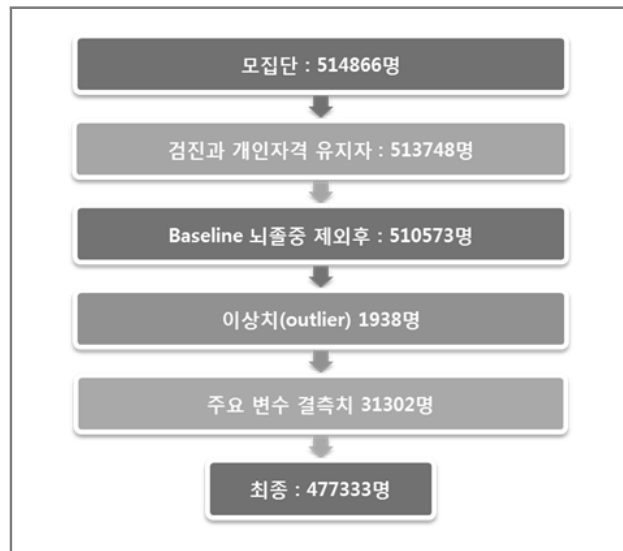 모집단 : 514866명
검진과 개인자격 유지자 : 513748명
Baseline 뇌졸중 제외후 : 510573명
이상치(outlier) 1938명
주요 변수 결측치 31302명
최종 : 477333명